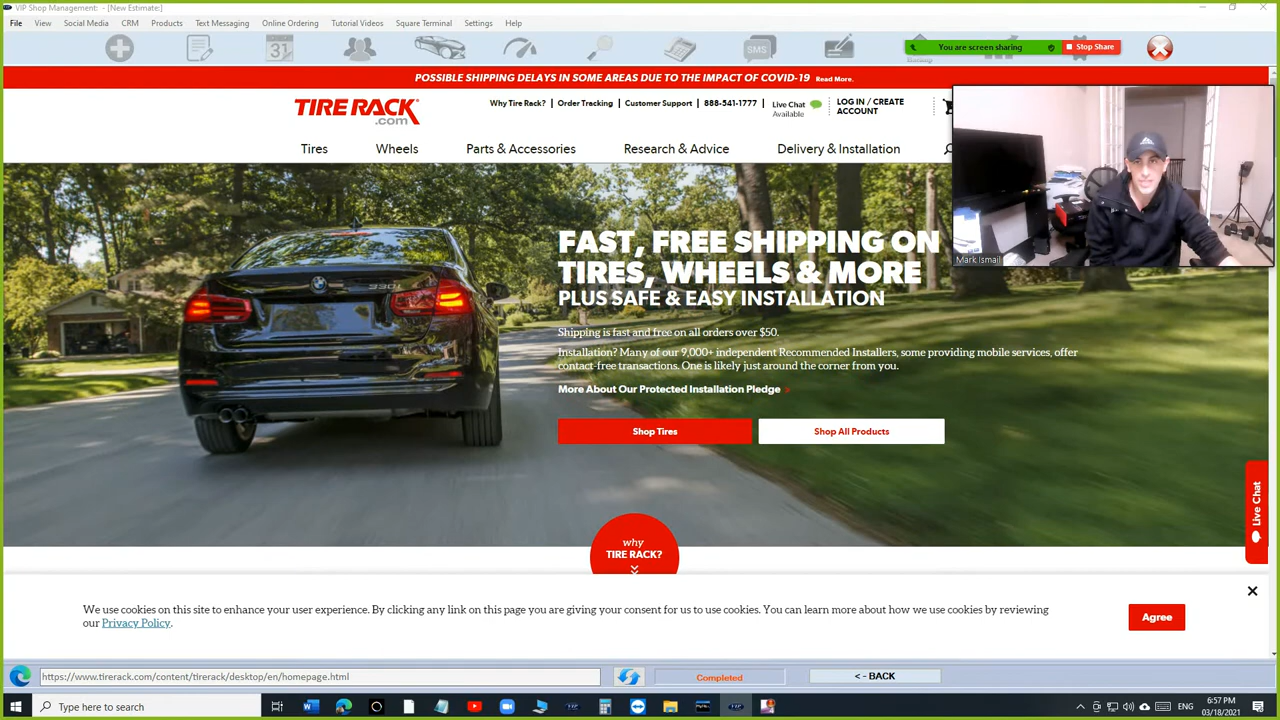 VIP Shop Management: - [New Estimate:]
File View Social Media CRM Products Text Messaging Online Ordering Tutorial Videos Square Terminal Settings Help
31 SMS
You are screen sharing Stop Share
POSSIBLE SHIPPING DELAYS IN SOME AREAS DUE TO THE IMPACT OF COVID-19 Read More.
TIRE RACK
.com
Why Tire Rack? | Order Tracking | Customer Support | 888-541-1777 |
Live Chat
Available
LOG IN / CREATE
ACCOUNT
Tires Wheels Parts & Accessories Research & Advice Delivery & Installation
Mark Ismail
330i
FAST, FREE SHIPPING ON
TIRES, WHEELS & MORE
PLUS SAFE & EASY INSTALLATION
Shipping is fast and free on all orders over $50.
Installation? Many of our 9,000+ independent Recommended Installers, some providing mobile services, offer
contact-free transactions. One is likely just around the corner from you.
More About Our Protected Installation Pledge »
Shop Tires Shop All Products
Live Chat
why
TIRE RACK?
We use cookies on this site to enhance your user experience. By clicking any link on this page you are giving your consent for us to use cookies. You can learn more about how we use cookies by reviewing
our Privacy Policy.
Agree
https://www.tirerack.com/content/tirerack/desktop/en/homepage.html
Completed
< - BACK
Type here to search
ENG
6:57 PM
03/18/2021